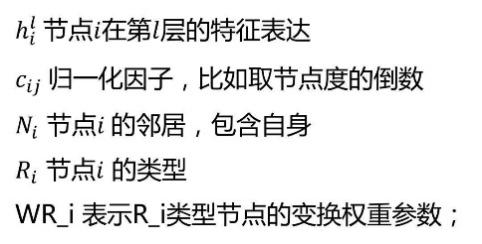 h_i^l 节点i在第l层的特征表达
c_{ij} 归一化因子，比如取节点度的倒数
N_i 节点i 的邻居，包含自身
R_i 节点i 的类型
WR_i 表示R_i类型节点的变换权重参数；